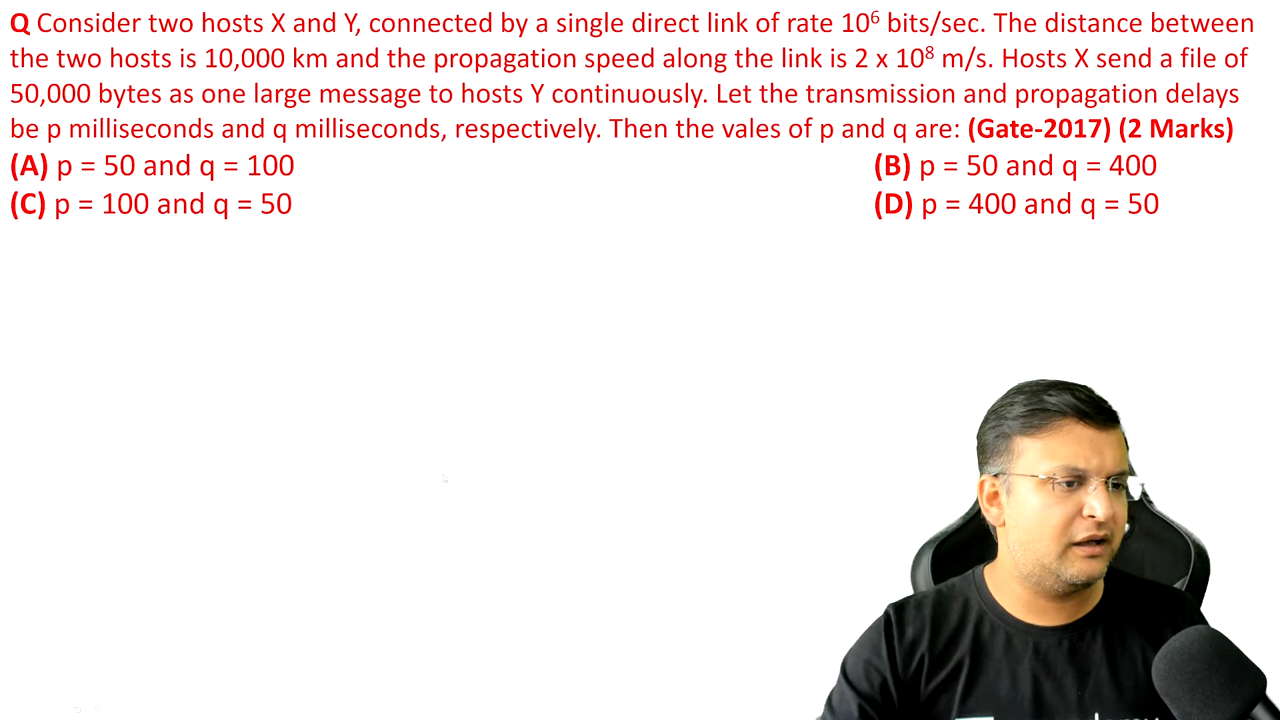 Q Consider two hosts X and Y, connected by a single direct link of rate 10⁶ bits/sec. The distance between
the two hosts is 10,000 km and the propagation speed along the link is 2 x 10⁸ m/s. Hosts X send a file of
50,000 bytes as one large message to hosts Y continuously. Let the transmission and propagation delays
be p milliseconds and q milliseconds, respectively. Then the vales of p and q are: (Gate-2017) (2 Marks)
(A) p = 50 and q = 100 (B) p = 50 and q = 400
(C) p = 100 and q = 50 (D) p = 400 and q = 50